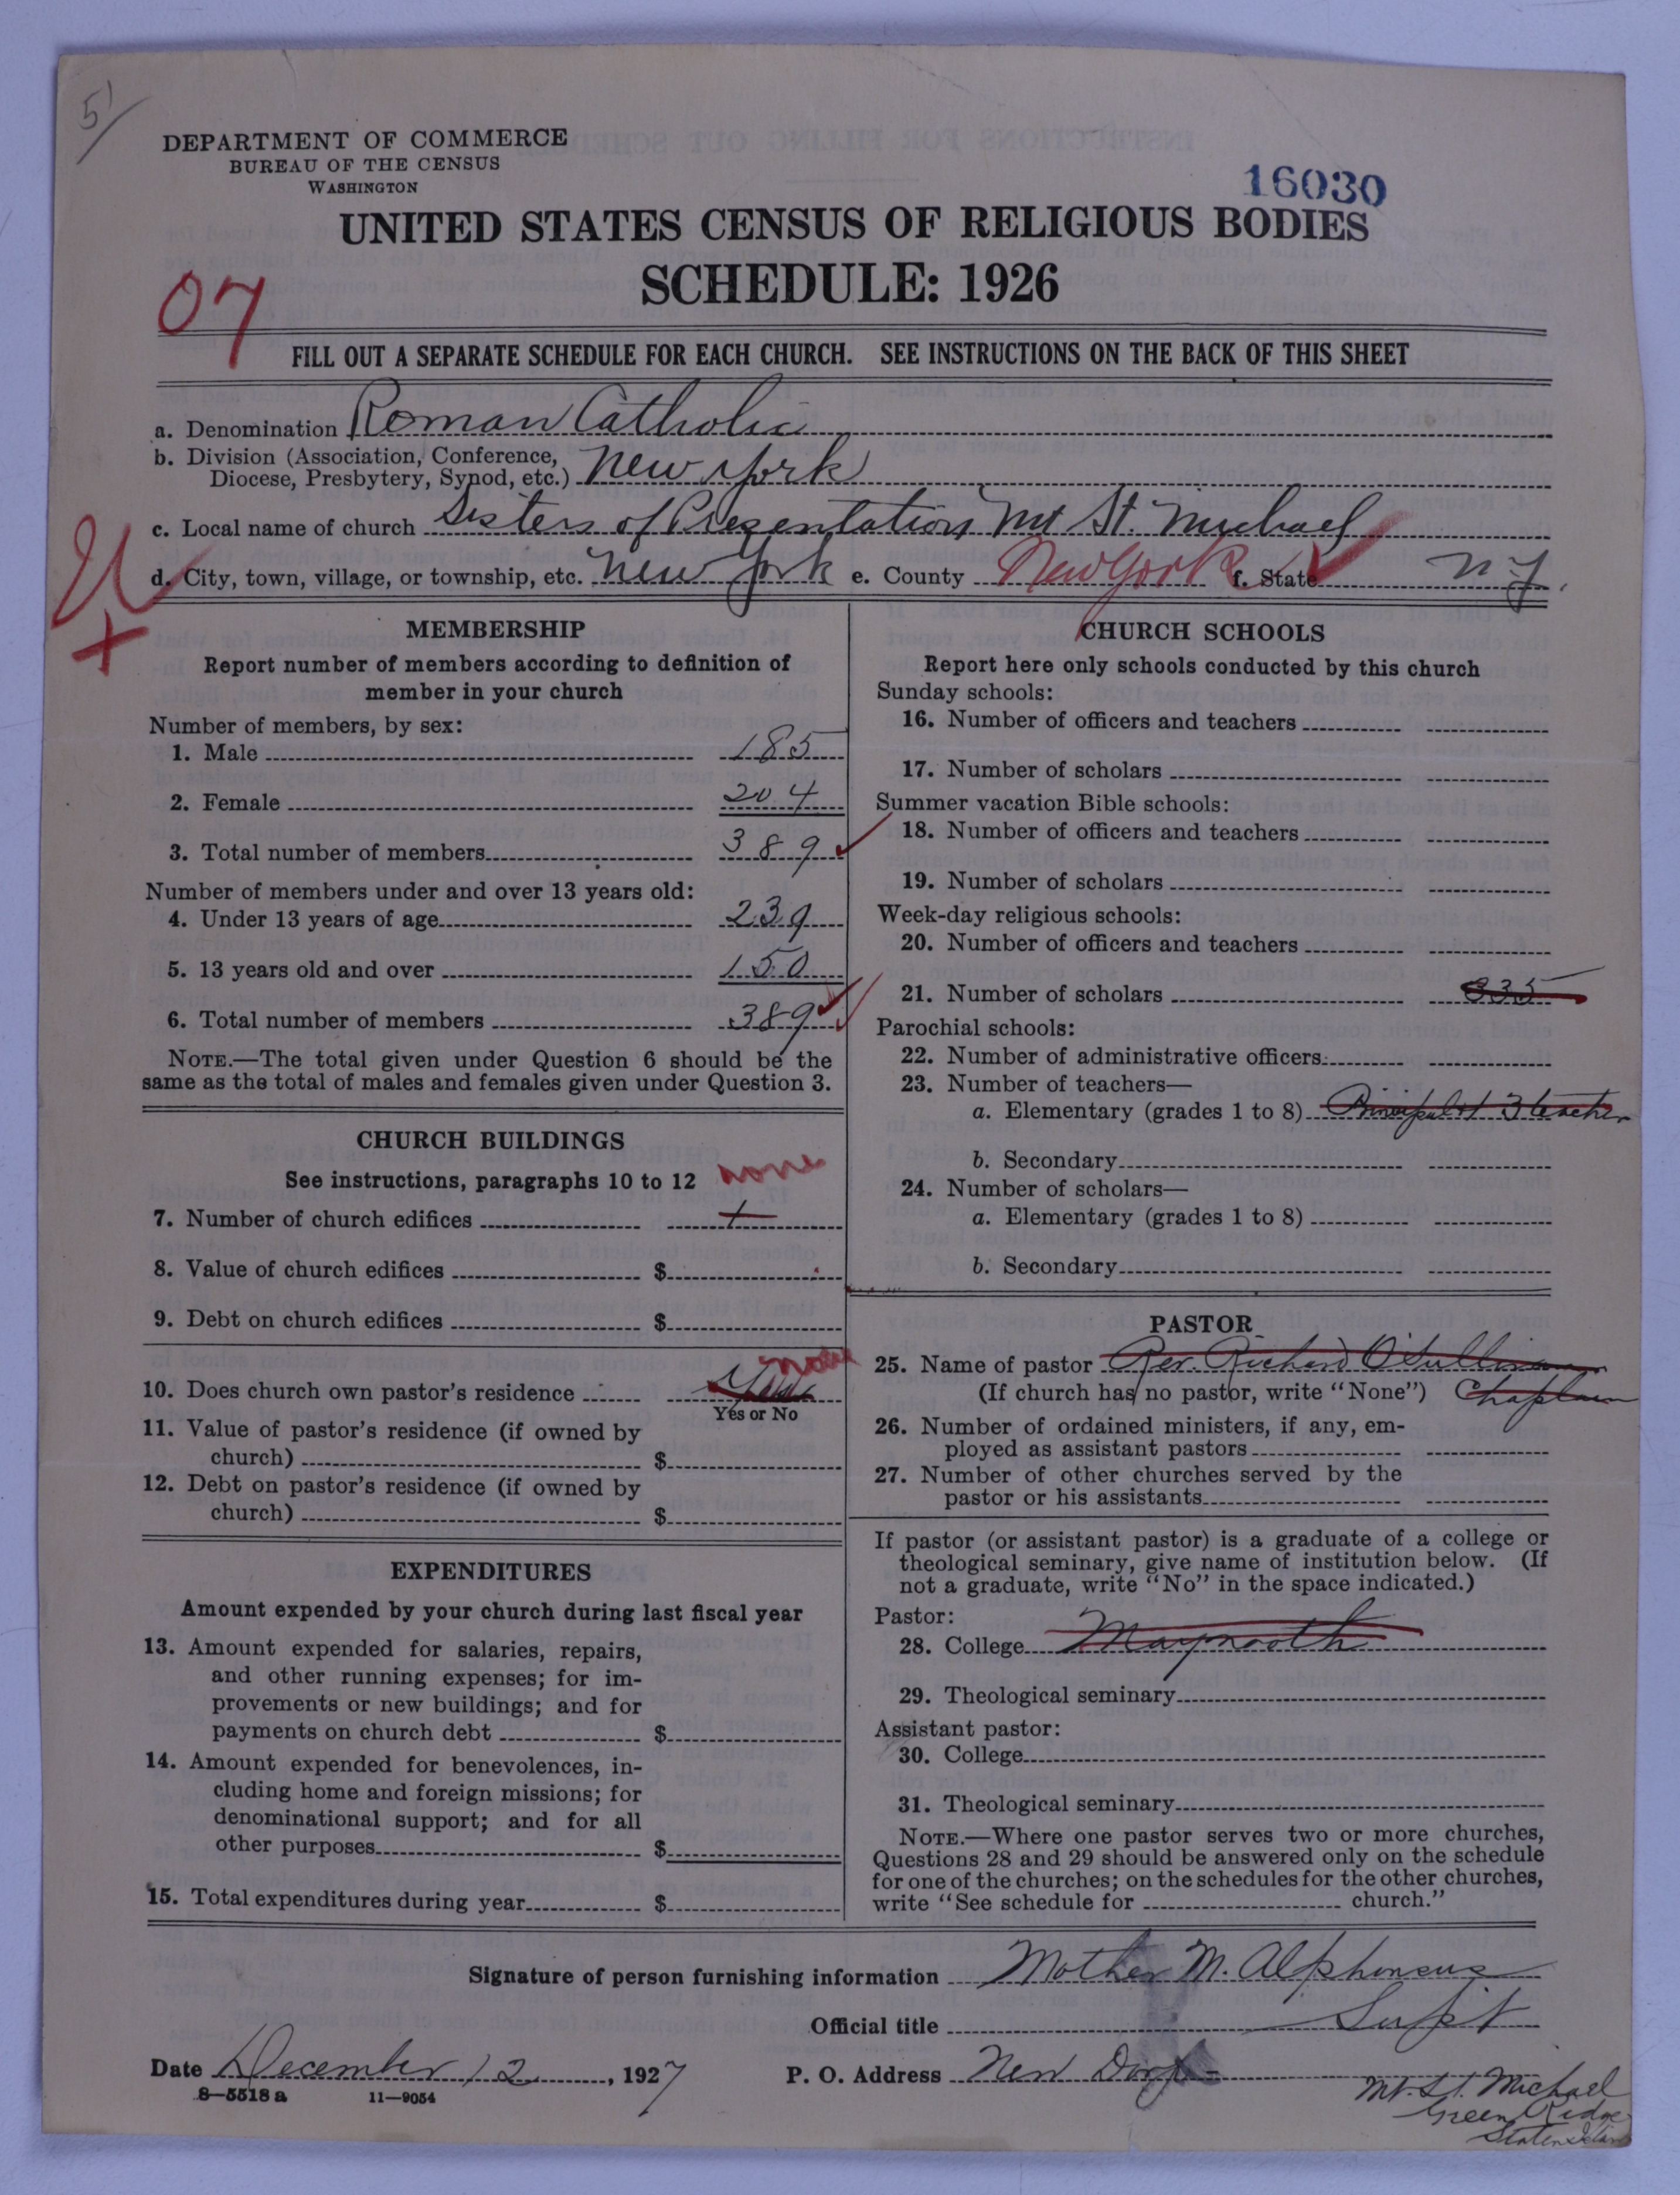 5
DEPARTMENT OF COMMERCE
BUREAU OF THE CENSUS
WASHINGTON
16030
UNITED STATES CENSUS OF RELIGIOUS BODIES
SCHEDULE: 1926
07
FILL OUT A SEPARATE SCHEDULE FOR EACH CHURCH. SEE INSTRUCTIONS ON THE BACK OF THIS SHEET
a. Denomination Roman Catholic
b. Division (Association, Conference,
Diocese, Presbytery, Synod, etc.) New York
c. Local name of church Sisters of Presentation Mt St. Michael
d. City, town, village, or township, etc. New York e. County New York f. State N Y.
MEMBERSHIP
Report number of members according to definition of
member in your church
Number of members, by sex:
1. Male 185
2. Female 204
3. Total number of members 389
Number of members under and over 13 years old:
4. Under 13 years of age 239
5. 13 years old and over 150
6. Total number of members 389
NOTE.—The total given under Question 6 should be the
same as the total of males and females given under Question 3.
CHURCH BUILDINGS
See instructions, paragraphs 10 to 12 none
7. Number of church edifices 1
8. Value of church edifices $
9. Debt on church edifices $
10. Does church own pastor's residence none
Yes or No
11. Value of pastor's residence (if owned by
church) $
12. Debt on pastor's residence (if owned by
church) $
EXPENDITURES
Amount expended by your church during last fiscal year
13. Amount expended for salaries, repairs,
and other running expenses; for im-
provements or new buildings; and for
payments on church debt $
14. Amount expended for benevolences, in-
cluding home and foreign missions; for
denominational support; and for all
other purposes $
15. Total expenditures during year $
CHURCH SCHOOLS
Report here only schools conducted by this church
Sunday schools:
16. Number of officers and teachers
17. Number of scholars
Summer vacation Bible schools:
18. Number of officers and teachers
19. Number of scholars
Week-day religious schools:
20. Number of officers and teachers
21. Number of scholars 335
Parochial schools:
22. Number of administrative officers
23. Number of teachers—
a. Elementary (grades 1 to 8) Principal + 3 teacher
b. Secondary
24. Number of scholars—
a. Elementary (grades 1 to 8)
b. Secondary
PASTOR
25. Name of pastor Rev. Richard O'Sullivan
(If church has no pastor, write "None") Chaplain
26. Number of ordained ministers, if any, em-
ployed as assistant pastors
27. Number of other churches served by the
pastor or his assistants
If pastor (or assistant pastor) is a graduate of a college or
theological seminary, give name of institution below. (If
not a graduate, write "No" in the space indicated.)
Pastor:
28. College Maynooth
29. Theological seminary
Assistant pastor:
30. College
31. Theological seminary
NOTE.—Where one pastor serves two or more churches,
Questions 28 and 29 should be answered only on the schedule
for one of the churches; on the schedules for the other churches,
write "See schedule for church."
Signature of person furnishing information Mother M. Alphonsus
Official title Supt
Date December 12, 1927 P. O. Address New Dorp
8-5518 a 11—9054
Mt. St. Michael
Green Ridge
Staten Island